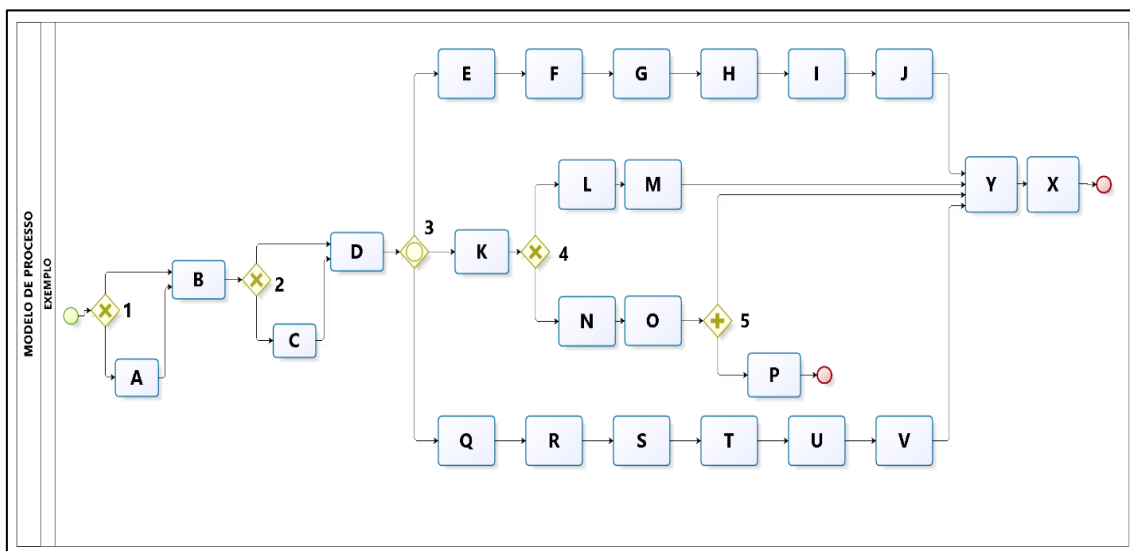 MODELO DE PROCESSO
EXEMPLO
E F G H I J
L M
Y X
3
D
K
4
B
2
1
N O
5
C
A
P
Q R S T U V